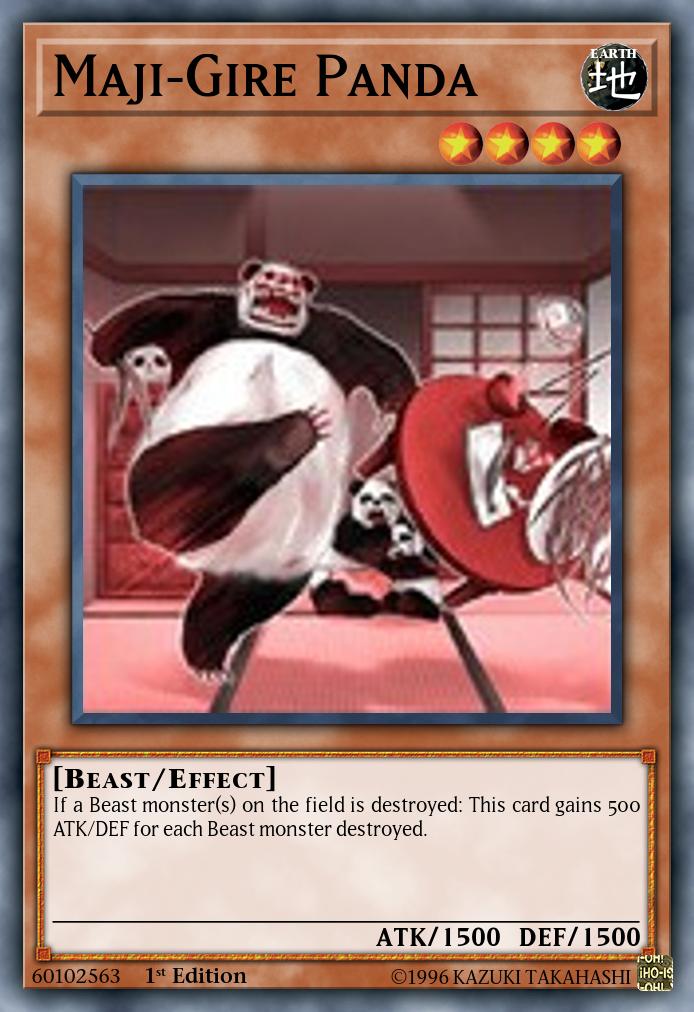 Maji-Gire Panda
EARTH
地
[Beast/Effect]
If a Beast monster(s) on the field is destroyed: This card gains 500
ATK/DEF for each Beast monster destroyed.
ATK/1500 DEF/1500
60102563 1st Edition ©1996 KAZUKI TAKAHASHI